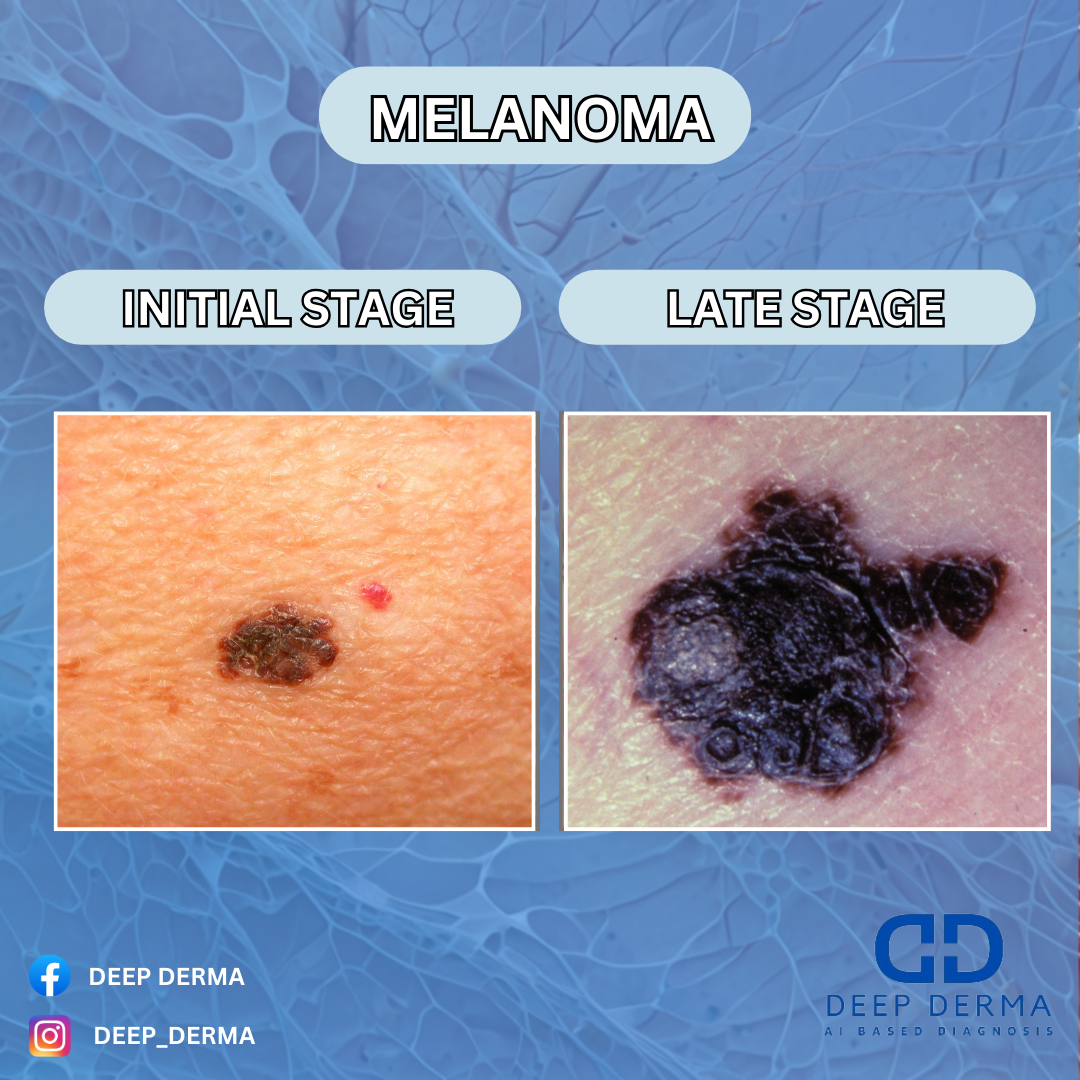 MELANOMA
INITIAL STAGE
LATE STAGE
DEEP DERMA
DEEP_DERMA
DEEP DERMA
AI BASED DIAGNOSIS